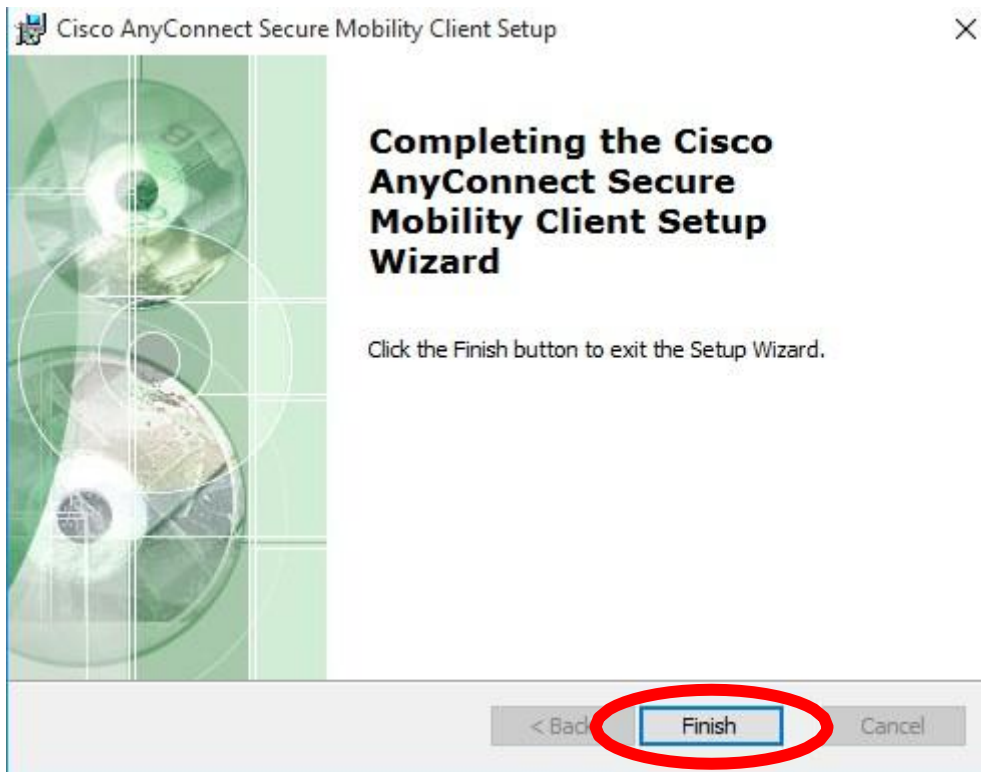 Cisco AnyConnect Secure Mobility Client Setup
Completing the Cisco
AnyConnect Secure
Mobility Client Setup
Wizard
Click the Finish button to exit the Setup Wizard.
< Back
Finish
Cancel